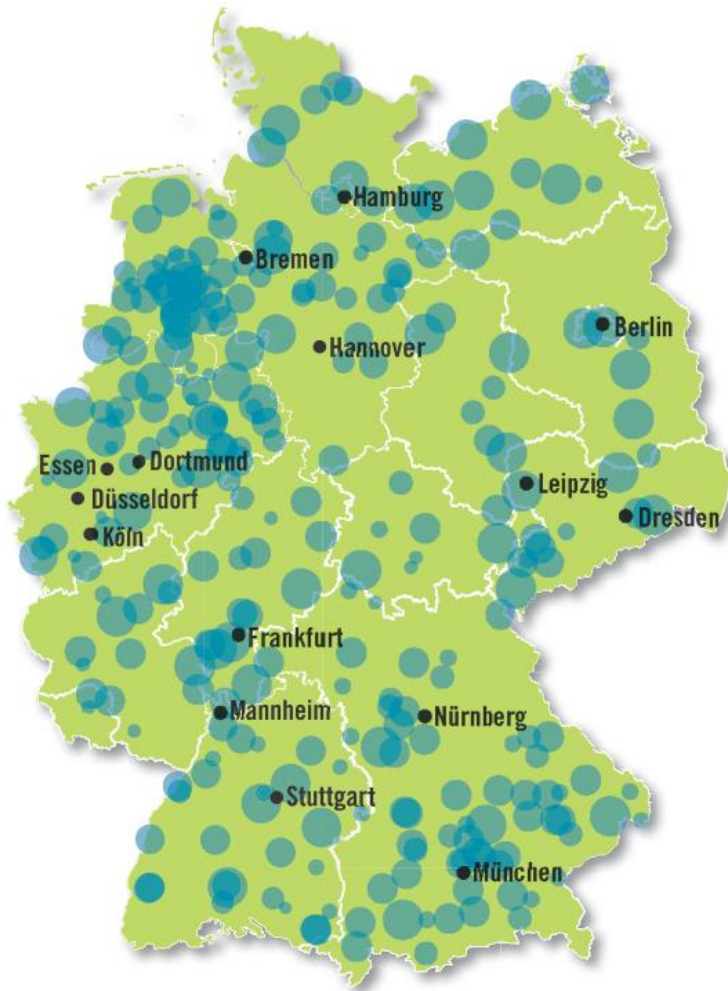 Hamburg
Bremen
Berlin
Hannover
Dortmund
Essen
Leipzig
Düsseldorf
Dresden
Köln
Frankfurt
Mannheim
Nürnberg
Stuttgart
München